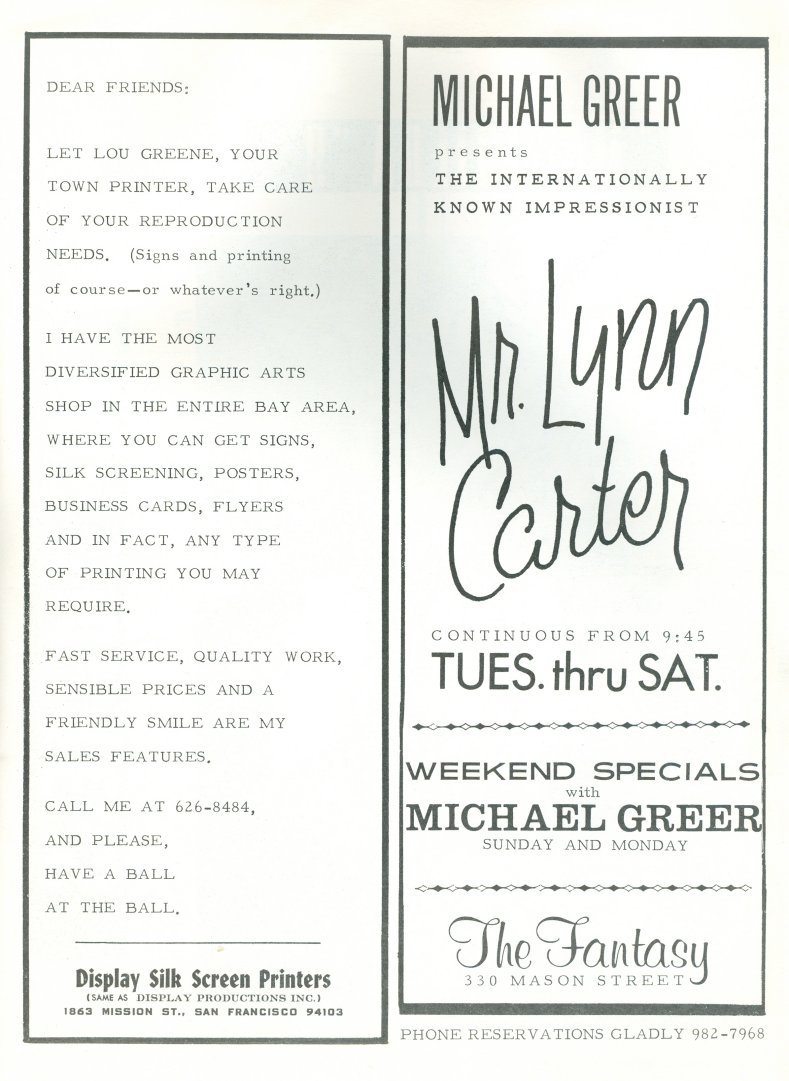 DEAR FRIENDS:
LET LOU GREENE, YOUR
TOWN PRINTER, TAKE CARE
OF YOUR REPRODUCTION
NEEDS. (Signs and printing
of course—or whatever's right.)
I HAVE THE MOST
DIVERSIFIED GRAPHIC ARTS
SHOP IN THE ENTIRE BAY AREA,
WHERE YOU CAN GET SIGNS,
SILK SCREENING, POSTERS,
BUSINESS CARDS, FLYERS
AND IN FACT, ANY TYPE
OF PRINTING YOU MAY
REQUIRE.
FAST SERVICE, QUALITY WORK,
SENSIBLE PRICES AND A
FRIENDLY SMILE ARE MY
SALES FEATURES.
CALL ME AT 626-8484,
AND PLEASE,
HAVE A BALL
AT THE BALL.
Display Silk Screen Printers
(SAME AS DISPLAY PRODUCTIONS INC.)
1863 MISSION ST., SAN FRANCISCO 94103
MICHAEL GREER
presents
THE INTERNATIONALLY
KNOWN IMPRESSIONIST
Mr. Lynn
Carter
CONTINUOUS FROM 9:45
TUES. thru SAT.
WEEKEND SPECIALS
with
MICHAEL GREER
SUNDAY AND MONDAY
The Fantasy
330 MASON STREET
PHONE RESERVATIONS GLADLY 982-7968